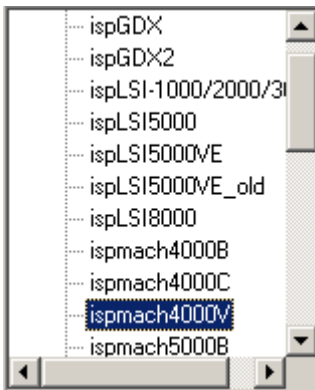 ispGDX
ispGDX2
ispLSI-1000/2000/3
ispLSI5000
ispLSI5000VE
ispLSI5000VE_old
ispLSI8000
ispmach4000B
ispmach4000C
ispmach4000V
ispmach5000B